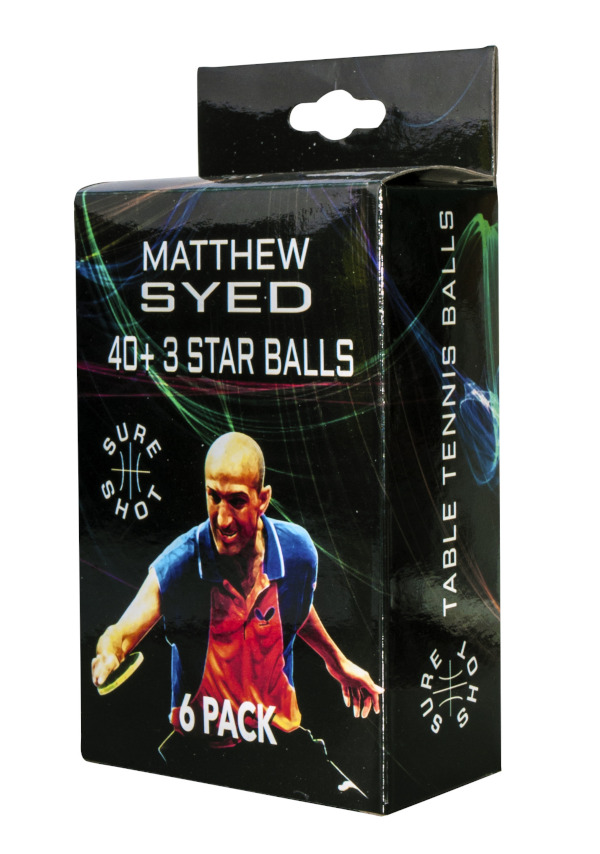 MATTHEW
SYED
40+ 3 STAR BALLS
SURE
SHOT
6 PACK
TABLE TENNIS BALLS
SURE
SHOT